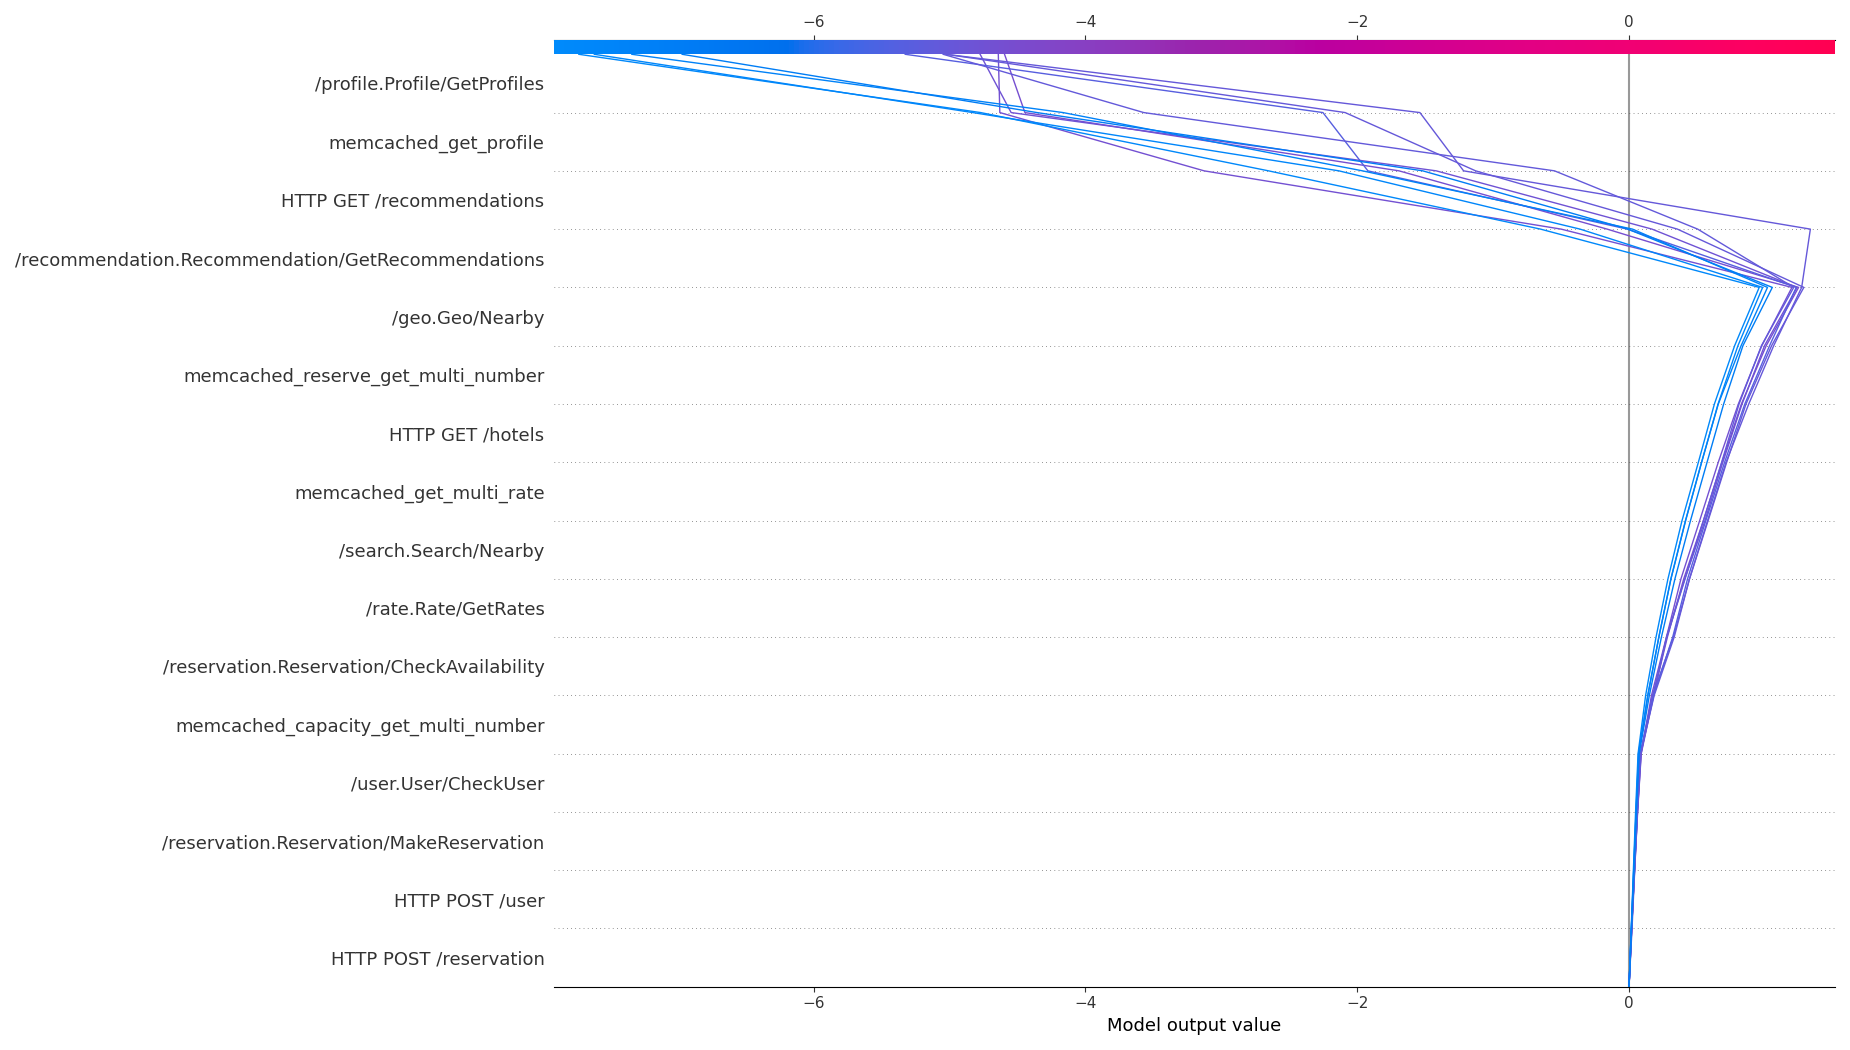 −6 −4 −2 0
/profile.Profile/GetProfiles
memcached_get_profile
HTTP GET /recommendations
/recommendation.Recommendation/GetRecommendations
/geo.Geo/Nearby
memcached_reserve_get_multi_number
HTTP GET /hotels
memcached_get_multi_rate
/search.Search/Nearby
/rate.Rate/GetRates
/reservation.Reservation/CheckAvailability
memcached_capacity_get_multi_number
/user.User/CheckUser
/reservation.Reservation/MakeReservation
HTTP POST /user
HTTP POST /reservation
−6 −4 −2 0
Model output value